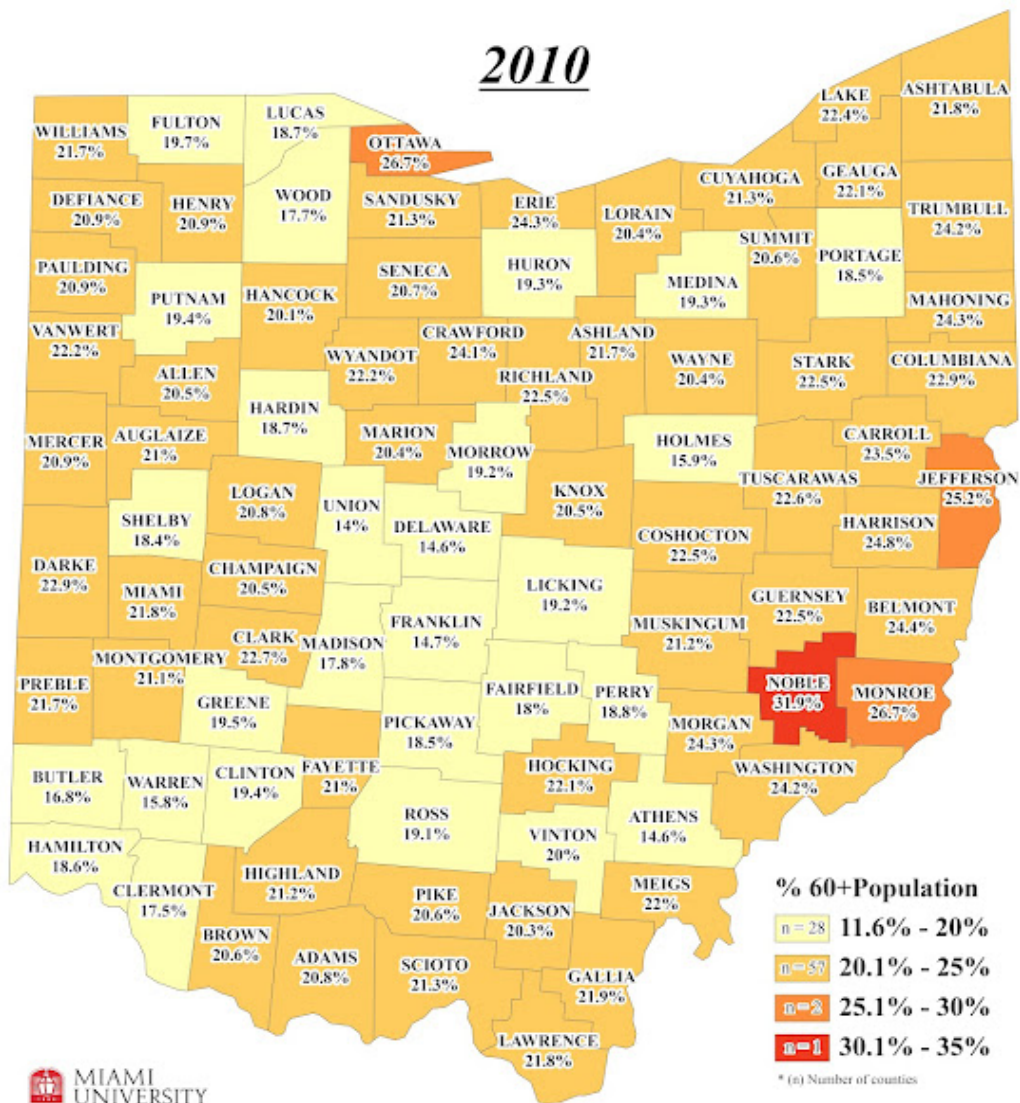 2010
LAKE
22.4%
ASHTABULA
21.8%
WILLIAMS
21.7%
FULTON
19.7%
LUCAS
18.7%
OTTAWA
26.7%
CUYAHOGA
21.3%
GEAUGA
22.1%
DEFIANCE
20.9%
HENRY
20.9%
WOOD
17.7%
SANDUSKY
21.3%
ERIE
24.3%
LORAIN
20.4%
TRUMBULL
24.2%
SUMMIT
20.6%
PORTAGE
18.5%
PAULDING
20.9%
PUTNAM
19.4%
HANCOCK
20.1%
SENECA
20.7%
HURON
19.3%
MEDINA
19.3%
MAHONING
24.3%
VANWERT
22.2%
ALLEN
20.5%
WYANDOT
22.2%
CRAWFORD
24.1%
RICHLAND
22.5%
ASHLAND
21.7%
WAYNE
20.4%
STARK
22.5%
COLUMBIANA
22.9%
HARDIN
18.7%
MERCER
20.9%
AUGLAIZE
21%
MARION
20.4%
MORROW
19.2%
HOLMES
15.9%
CARROLL
23.5%
TUSCARAWAS
22.6%
JEFFERSON
25.2%
LOGAN
20.8%
UNION
14%
KNOX
20.5%
SHELBY
18.4%
DELAWARE
14.6%
COSHOCTON
22.5%
HARRISON
24.8%
DARKE
22.9%
MIAMI
21.8%
CHAMPAIGN
20.5%
LICKING
19.2%
GUERNSEY
22.5%
BELMONT
24.4%
CLARK
22.7%
MADISON
17.8%
FRANKLIN
14.7%
MUSKINGUM
21.2%
PREBLE
21.7%
MONTGOMERY
21.1%
GREENE
19.5%
FAIRFIELD
18%
PERRY
18.8%
NOBLE
31.9%
MONROE
26.7%
PICKAWAY
18.5%
MORGAN
24.3%
BUTLER
16.8%
WARREN
15.8%
CLINTON
19.4%
FAYETTE
21%
HOCKING
22.1%
WASHINGTON
24.2%
ROSS
19.1%
ATHENS
14.6%
HAMILTON
18.6%
VINTON
20%
CLERMONT
17.5%
HIGHLAND
21.2%
PIKE
20.6%
JACKSON
20.3%
MEIGS
22%
BROWN
20.6%
ADAMS
20.8%
SCIOTO
21.3%
GALLIA
21.9%
LAWRENCE
21.8%
% 60+Population
n = 28 11.6% - 20%
n = 57 20.1% - 25%
n = 2 25.1% - 30%
n = 1 30.1% - 35%
* (n) Number of counties
MIAMI
UNIVERSITY